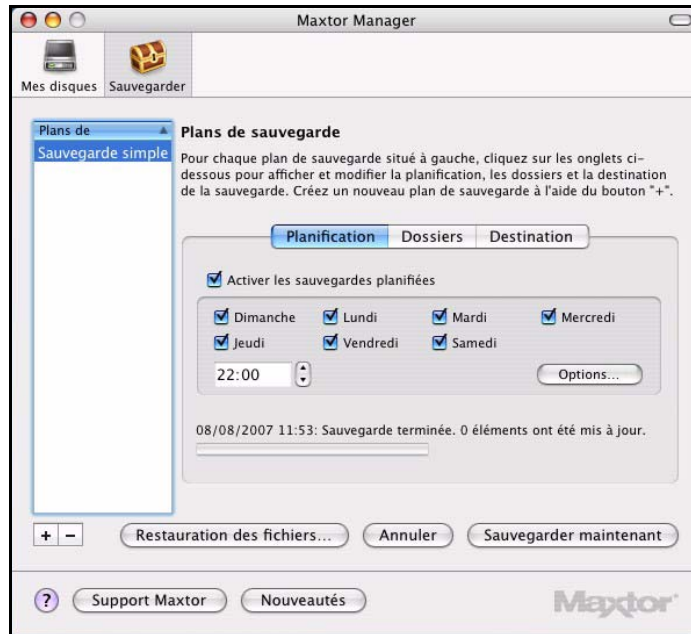 Maxtor Manager
Mes disques
Sauvegarder
Plans de
Sauvegarde simple
Plans de sauvegarde
Pour chaque plan de sauvegarde situé à gauche, cliquez sur les onglets ci-
dessous pour afficher et modifier la planification, les dossiers et la destination
de la sauvegarde. Créez un nouveau plan de sauvegarde à l'aide du bouton "+".
Planification
Dossiers
Destination
Activer les sauvegardes planifiées
Dimanche
Lundi
Mardi
Mercredi
Jeudi
Vendredi
Samedi
22:00
Options...
08/08/2007 11:53: Sauvegarde terminée. 0 éléments ont été mis à jour.
+ −
Restauration des fichiers...
Annuler
Sauvegarder maintenant
?
Support Maxtor
Nouveautés
Maxtor